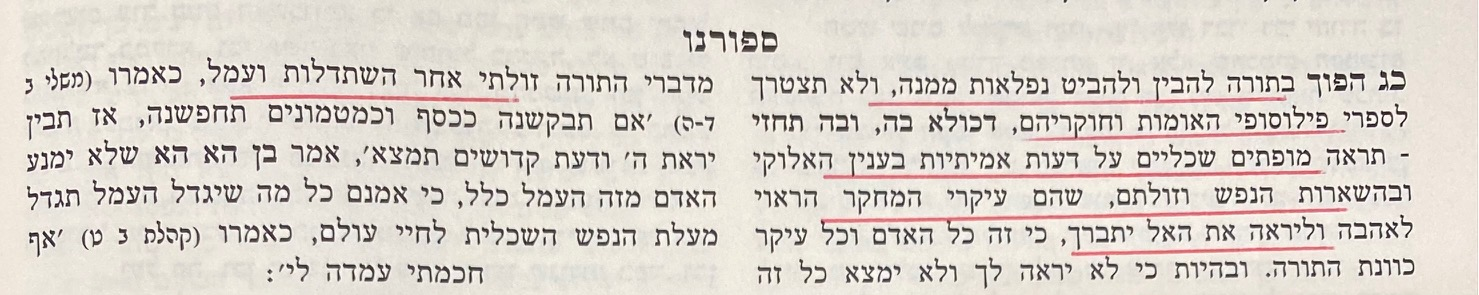 ספורנו
כג הפוך בתורה להבין ולהביט נפלאות ממנה, ולא תצטרך
לספרי פילוסופי האומות וחוקריהם, דכולא בה, ובה תחזי
- תראה מופתים שכליים על דעות אמיתיות בענין האלוקי
ובהשארות הנפש וזולתם, שהם עיקרי המחקר הראוי
לאהבה וליראה את האל יתברך, כי זה כל האדם וכל עיקר
כוונת התורה. ובהיות כי לא יראה לך ולא ימצא כל זה
מדברי התורה זולתי אחר השתדלות ועמל, כאמרו (משלי ב
ד-ה) 'אם תבקשנה ככסף וכמטמונים תחפשנה, אז תבין
יראת ה' ודעת קדושים תמצא', אמר בן הא הא שלא ימנע
האדם מזה העמל כלל, כי אמנם כל מה שיגדל העמל תגדל
מעלת הנפש השכלית לחיי עולם, כאמרו (קהלת ב ט) 'אף
חכמתי עמדה לי':